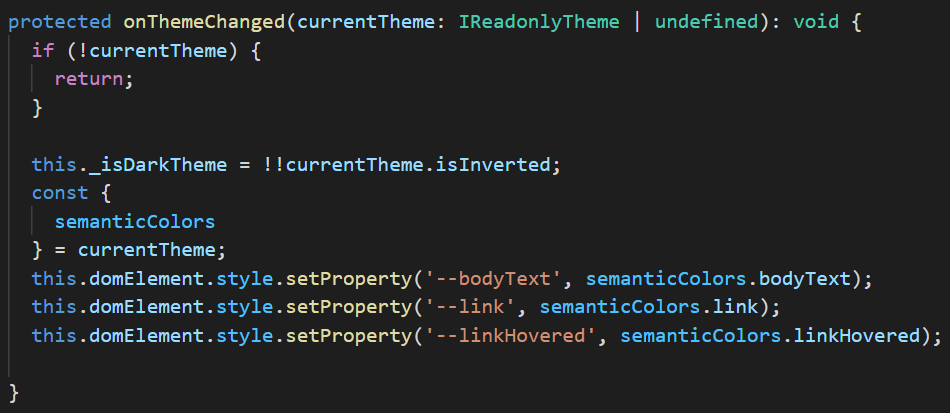 protected onThemeChanged(currentTheme: IReadonlyTheme | undefined): void {
  if (!currentTheme) {
    return;
  }

  this._isDarkTheme = !!currentTheme.isInverted;
  const {
    semanticColors
  } = currentTheme;
  this.domElement.style.setProperty('--bodyText', semanticColors.bodyText);
  this.domElement.style.setProperty('--link', semanticColors.link);
  this.domElement.style.setProperty('--linkHovered', semanticColors.linkHovered);

}